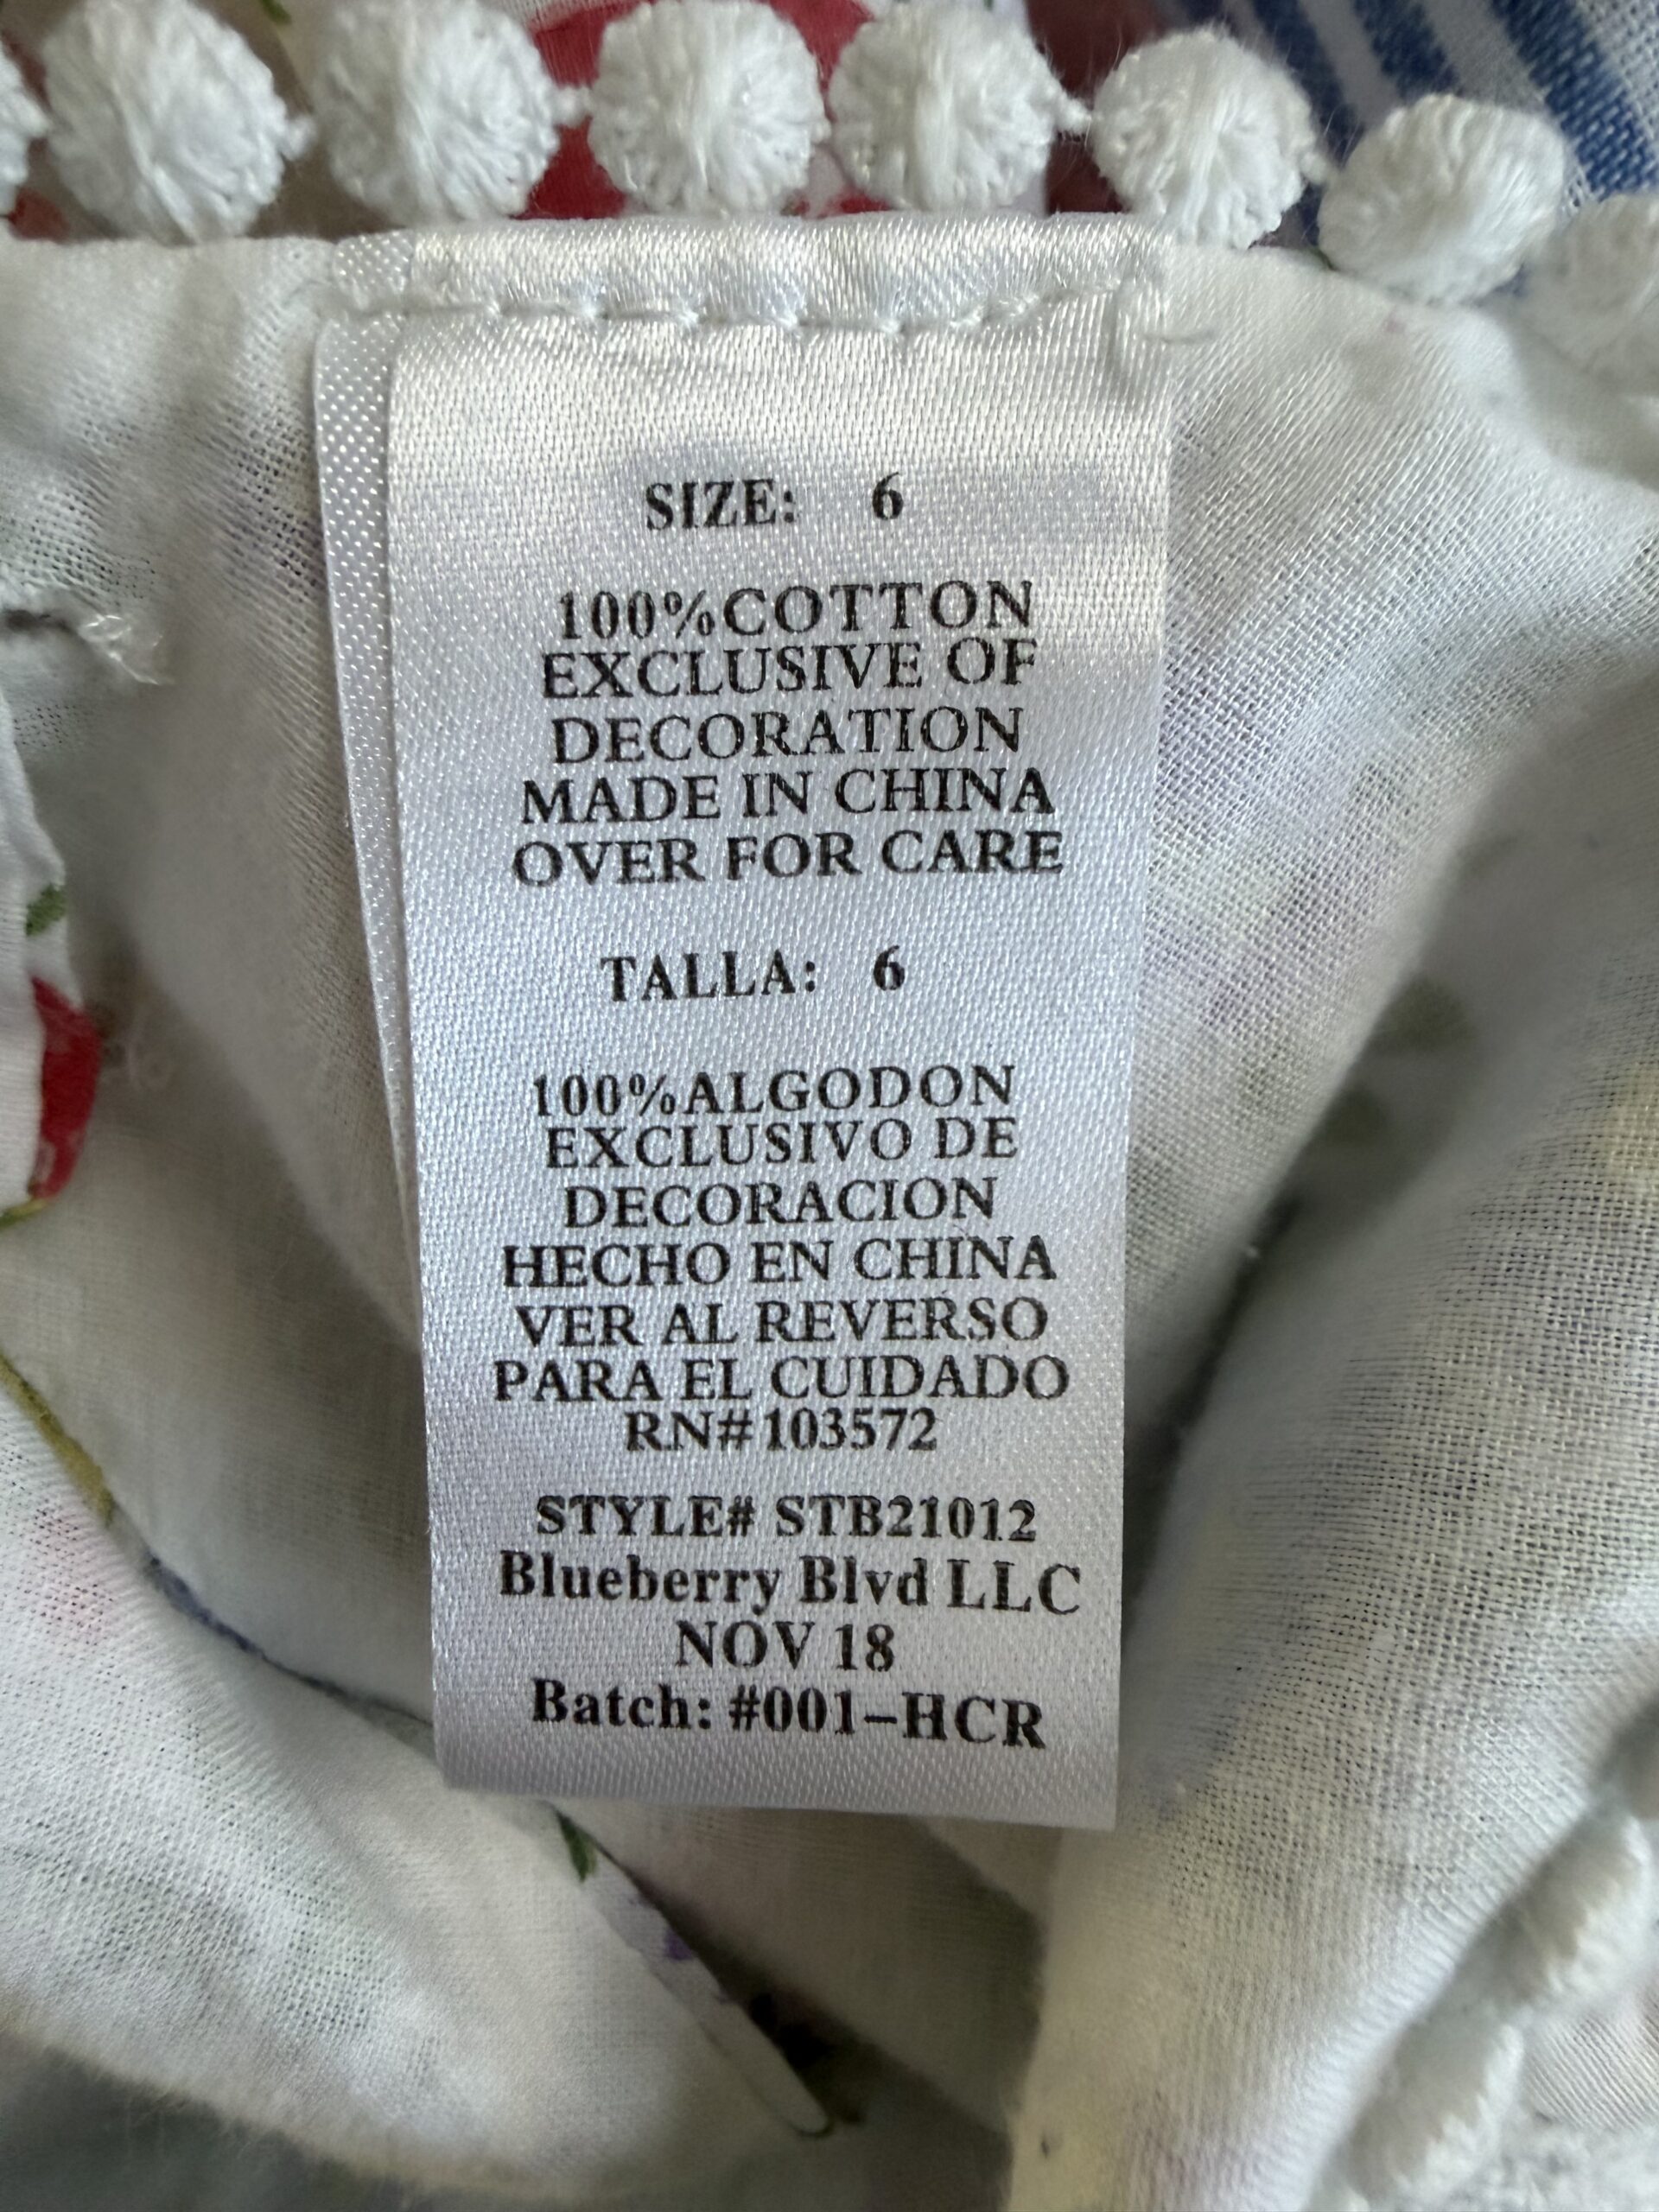 SIZE: 6
100%COTTON
EXCLUSIVE OF
DECORATION
MADE IN CHINA
OVER FOR CARE
TALLA: 6
100%ALGODON
EXCLUSIVO DE
DECORACION
HECHO EN CHINA
VER AL REVERSO
PARA EL CUIDADO
RN#103572
STYLE# STB21012
Blueberry Blvd LLC
NOV 18
Batch: #001-HCR